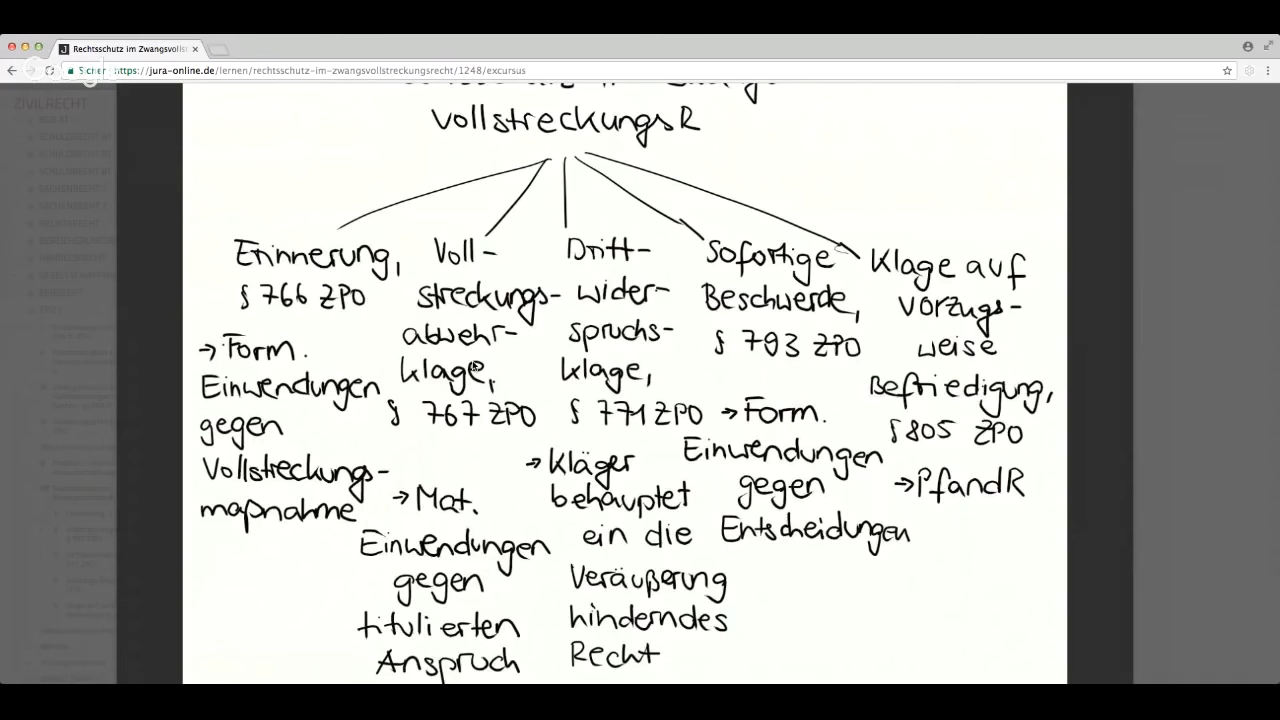 Rechtsschutz im Zwangsvolls
Sicher https://jura-online.de/lernen/rechtsschutz-im-zwangsvollstreckungsrecht/1248/excursus
ZIVILRECHT
VollstreckungsR
Erinnerung,
§ 766 ZPO
→ Form.
Einwendungen
gegen
Vollstreckungs-
maßnahme
Voll-
streckungs-
abwehr-
klage,
§ 767 ZPO
→ Mat.
Einwendungen
gegen
titulierten
Anspruch
Dritt-
wider-
spruchs-
klage,
§ 771 ZPO
→ Kläger
behauptet
ein die
Veräußerung
hinderndes
Recht
Sofortige
Beschwerde,
§ 793 ZPO
→ Form.
Einwendungen
gegen
Entscheidungen
Klage auf
vorzugs-
weise
Befriedigung,
§ 805 ZPO
→ PfandR